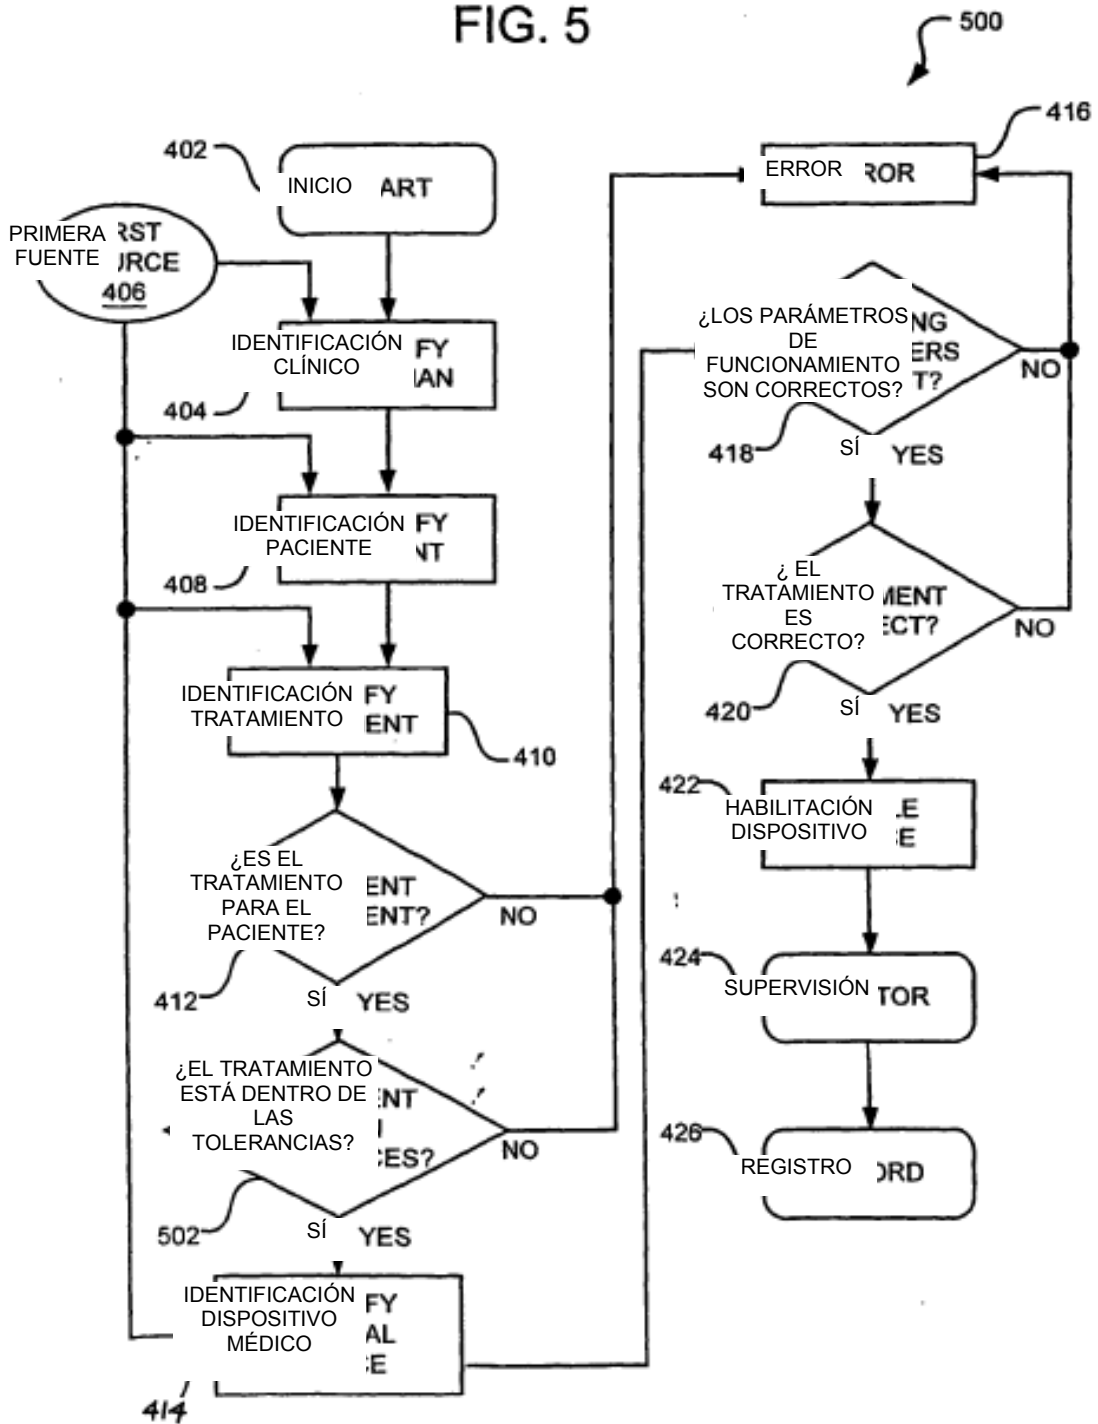 FIG. 5
500
402
INICIO ART
PRIMERA RST
FUENTE URCE
406
IDENTIFICACIÓN FY
CLÍNICO IAN
404
IDENTIFICACIÓN FY
PACIENTE NT
408
IDENTIFICACIÓN FY
TRATAMIENTO ENT
410
¿ES EL
TRATAMIENTO ENT
PARA EL ENT?
PACIENTE?
NO
412
SÍ YES
¿EL TRATAMIENTO
ESTÁ DENTRO DE ENT
LAS
TOLERANCIAS? CES?
NO
502
SÍ YES
IDENTIFICACIÓN FY
DISPOSITIVO AL
MÉDICO CE
414
416
ERROR ROR
¿LOS PARÁMETROS NG
DE ERS
FUNCIONAMIENTO T?
SON CORRECTOS?
NO
418
SÍ YES
¿ EL
TRATAMIENTO MENT
ES ECT?
CORRECTO?
NO
420
SÍ YES
422
HABILITACIÓN LE
DISPOSITIVO E
424
SUPERVISIÓN TOR
426
REGISTRO ORD